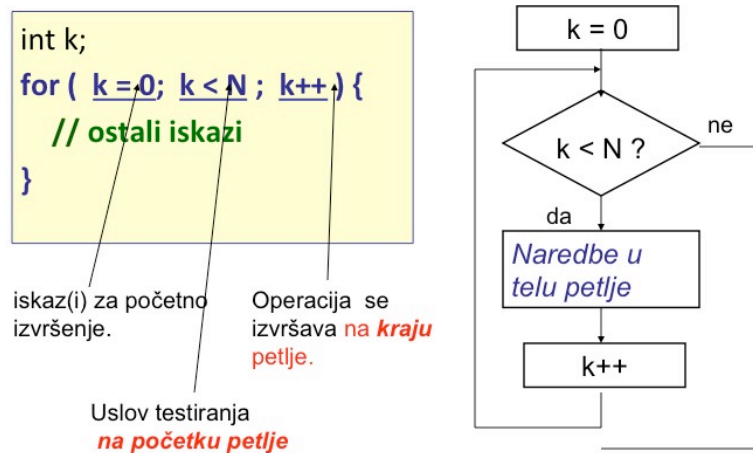 int k;
for ( k = 0; k < N ; k++ ) {
// ostali iskazi
}
iskaz(i) za početno
izvršenje.
Operacija se
izvršava na kraju
petlje.
Uslov testiranja
na početku petlje
k = 0
k < N ?
ne
da
Naredbe u
telu petlje
k++